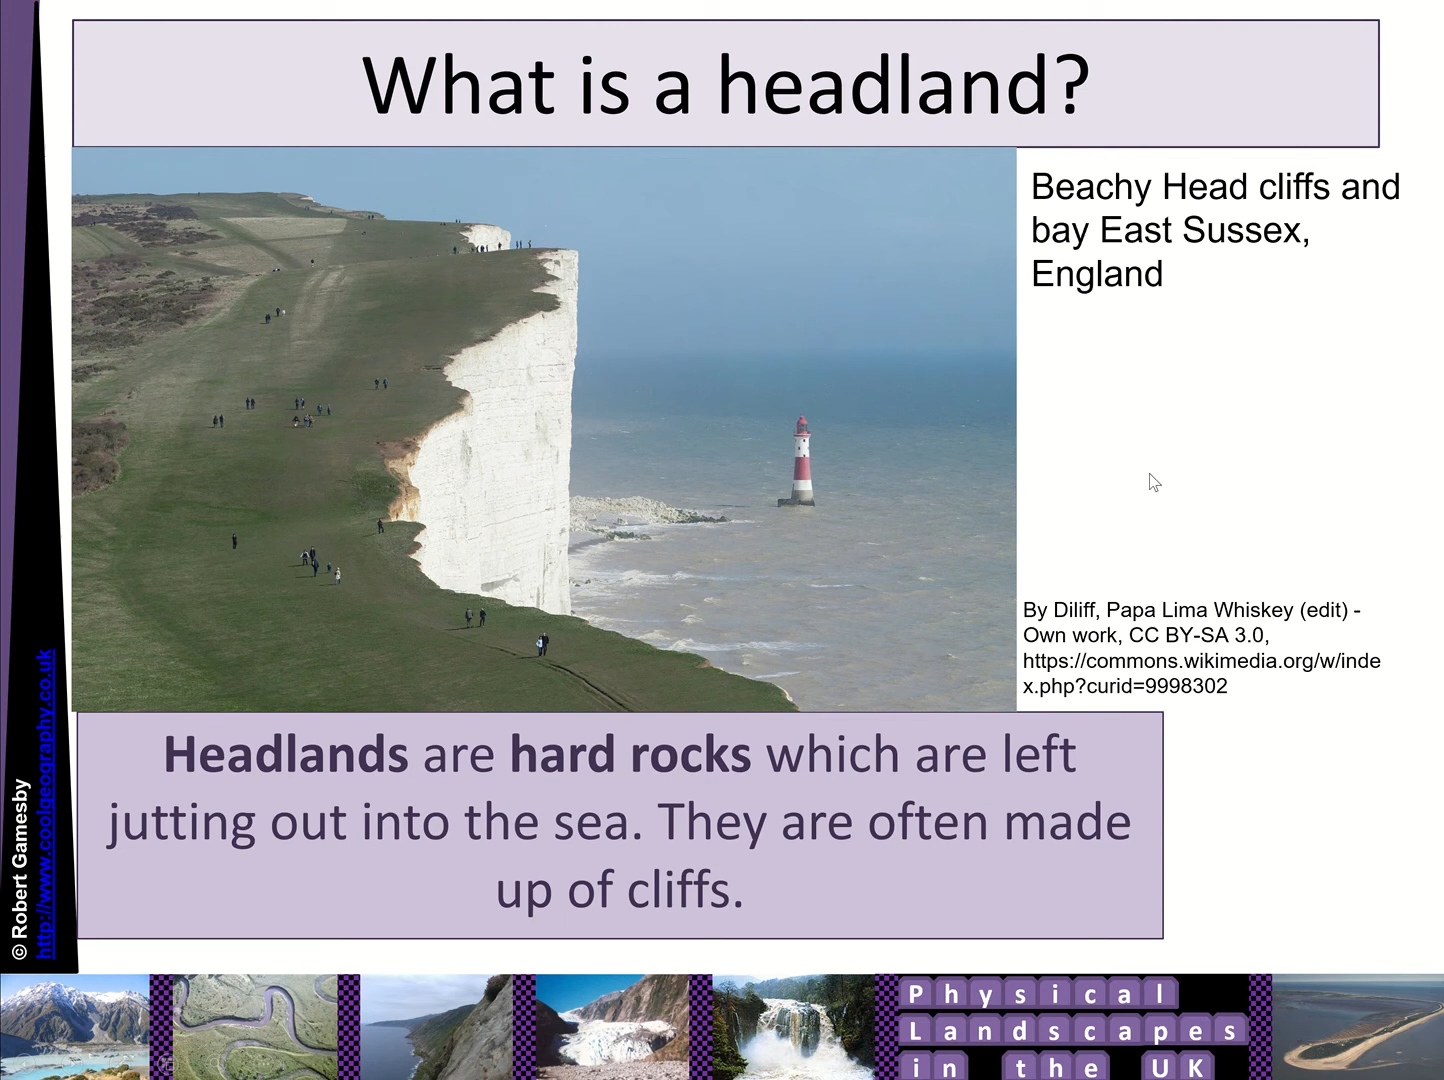 What is a headland?
Beachy Head cliffs and
bay East Sussex,
England
By Diliff, Papa Lima Whiskey (edit) -
Own work, CC BY-SA 3.0,
https://commons.wikimedia.org/w/inde
x.php?curid=9998302
Headlands are hard rocks which are left
jutting out into the sea. They are often made
up of cliffs.
© Robert Gamesby
http://www.coolgeography.co.uk
Physical
Landscapes
in the UK